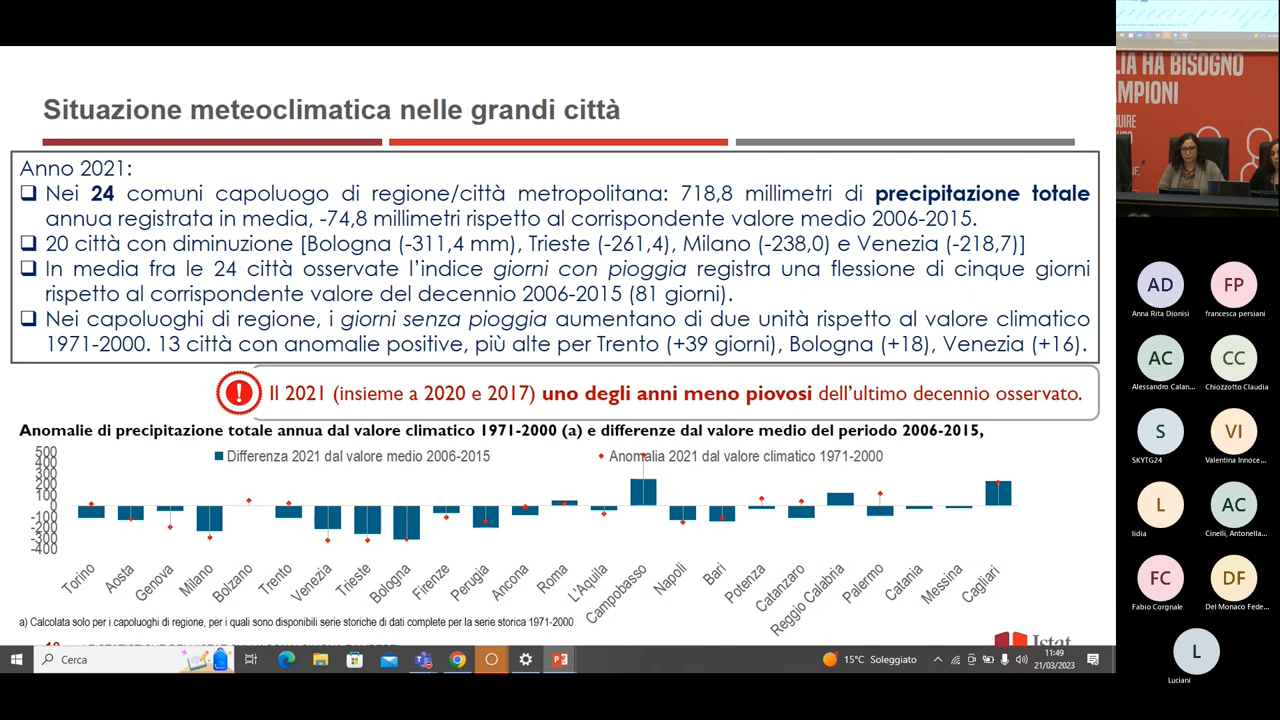 Situazione meteoclimatica nelle grandi città
Anno 2021:
❑ Nei 24 comuni capoluogo di regione/città metropolitana: 718,8 millimetri di precipitazione totale
annua registrata in media, -74,8 millimetri rispetto al corrispondente valore medio 2006-2015.
❑ 20 città con diminuzione [Bologna (-311,4 mm), Trieste (-261,4), Milano (-238,0) e Venezia (-218,7)]
❑ In media fra le 24 città osservate l'indice giorni con pioggia registra una flessione di cinque giorni
rispetto al corrispondente valore del decennio 2006-2015 (81 giorni).
❑ Nei capoluoghi di regione, i giorni senza pioggia aumentano di due unità rispetto al valore climatico
1971-2000. 13 città con anomalie positive, più alte per Trento (+39 giorni), Bologna (+18), Venezia (+16).
Il 2021 (insieme a 2020 e 2017) uno degli anni meno piovosi dell'ultimo decennio osservato.
Anomalie di precipitazione totale annua dal valore climatico 1971-2000 (a) e differenze dal valore medio del periodo 2006-2015,
Differenza 2021 dal valore medio 2006-2015
Anomalia 2021 dal valore climatico 1971-2000
500
400
300
200
100
0
-100
-200
-300
-400
Torino
Aosta
Genova
Milano
Bolzano
Trento
Venezia
Trieste
Bologna
Firenze
Perugia
Ancona
Roma
L'Aquila
Campobasso
Napoli
Bari
Potenza
Catanzaro
Reggio Calabria
Palermo
Catania
Messina
Cagliari
a) Calcolata solo per i capoluoghi di regione, per i quali sono disponibili serie storiche di dati complete per la serie storica 1971-2000
Istat
Cerca
15°C Soleggiato
11:49
21/03/2023
LIA HA BISOGNO
AMPIONI
AD
Anna Rita Dionisi
FP
francesca persiani
AC
Alessandro Calan...
CC
Chiozzotto Claudia
S
SKYTG24
VI
Valentina Innoce...
L
lidia
AC
Cinelli, Antonella...
FC
Fabio Corgnale
DF
Del Monaco Fede...
L
Luciani